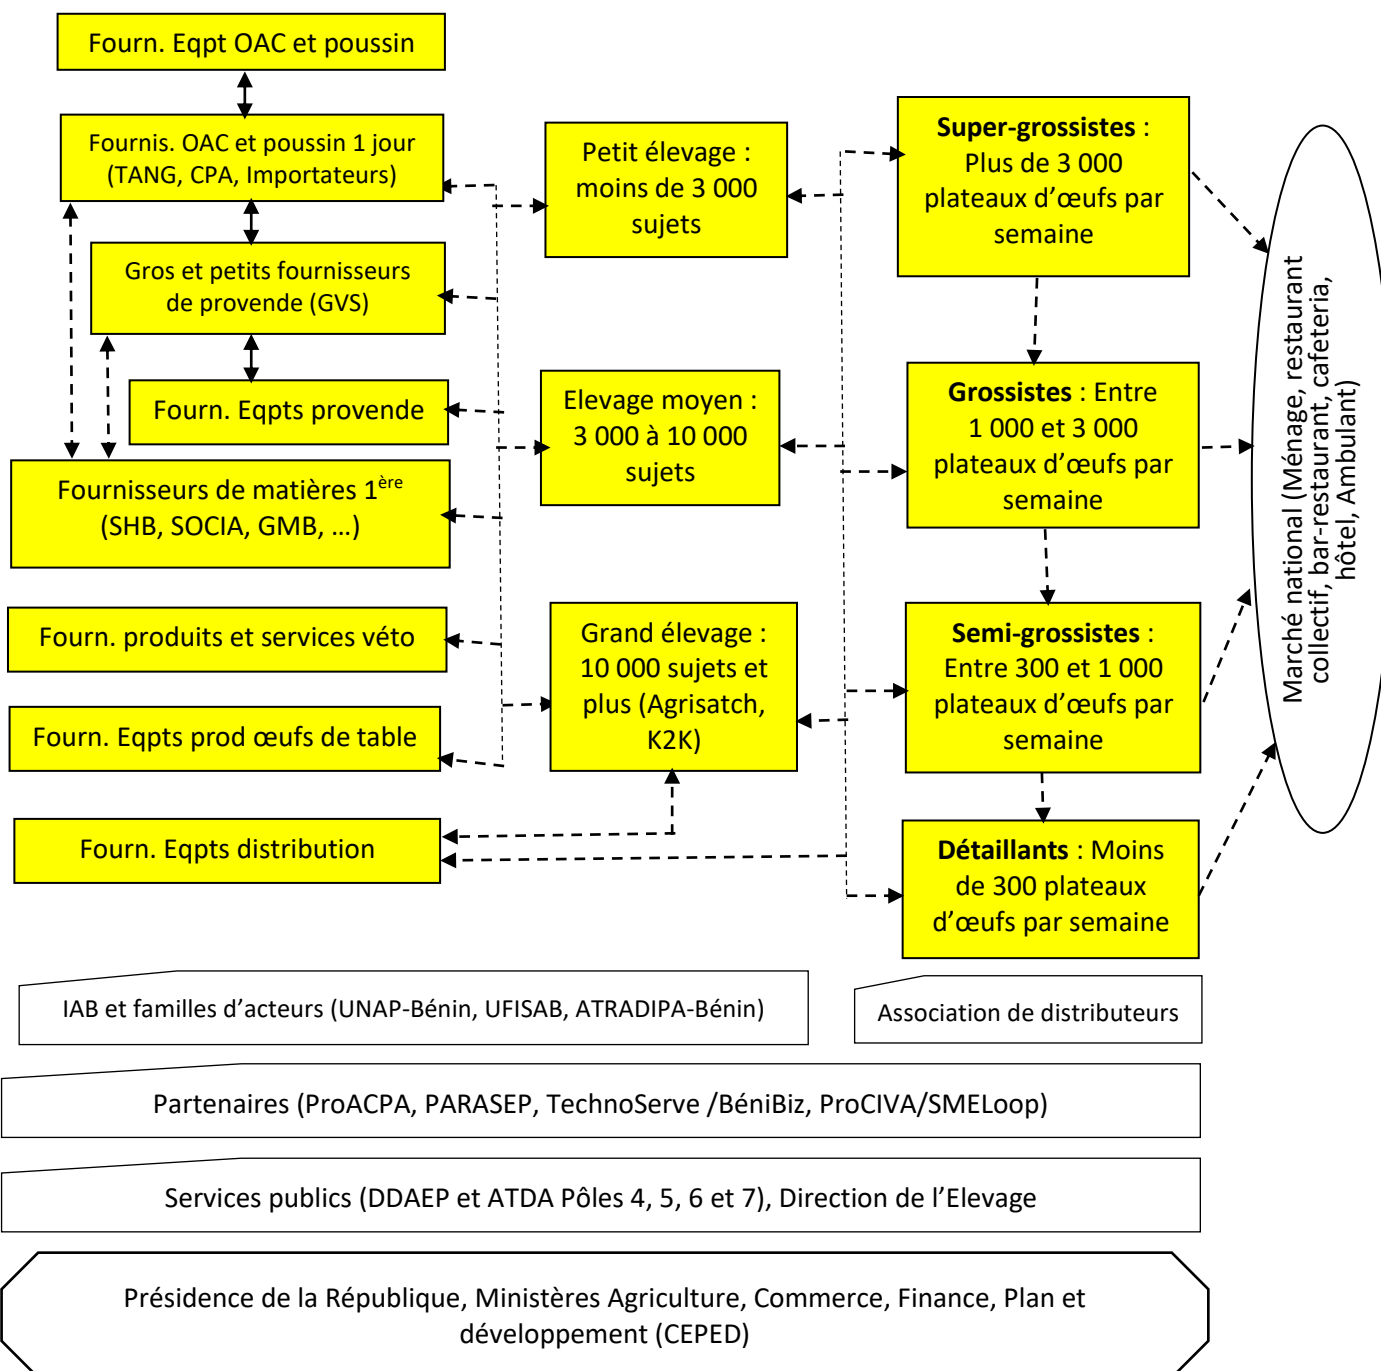 Fourn. Eqpt OAC et poussin
Fournis. OAC et poussin 1 jour
(TANG, CPA, Importateurs)
Gros et petits fournisseurs
de provende (GVS)
Fourn. Eqpts provende
Fournisseurs de matières 1ère
(SHB, SOCIA, GMB, …)
Fourn. produits et services véto
Fourn. Eqpts prod œufs de table
Fourn. Eqpts distribution
Petit élevage :
moins de 3 000
sujets
Elevage moyen :
3 000 à 10 000
sujets
Grand élevage :
10 000 sujets et
plus (Agrisatch,
K2K)
Super-grossistes :
Plus de 3 000
plateaux d’œufs par
semaine
Grossistes : Entre
1 000 et 3 000
plateaux d’œufs par
semaine
Semi-grossistes :
Entre 300 et 1 000
plateaux d’œufs par
semaine
Détaillants : Moins
de 300 plateaux
d’œufs par semaine
Marché national (Ménage, restaurant
collectif, bar-restaurant, cafeteria,
hôtel, Ambulant)
IAB et familles d’acteurs (UNAP-Bénin, UFISAB, ATRADIPA-Bénin)
Association de distributeurs
Partenaires (ProACPA, PARASEP, TechnoServe /BéniBiz, ProCIVA/SMELoop)
Services publics (DDAEP et ATDA Pôles 4, 5, 6 et 7), Direction de l’Elevage
Présidence de la République, Ministères Agriculture, Commerce, Finance, Plan et
développement (CEPED)